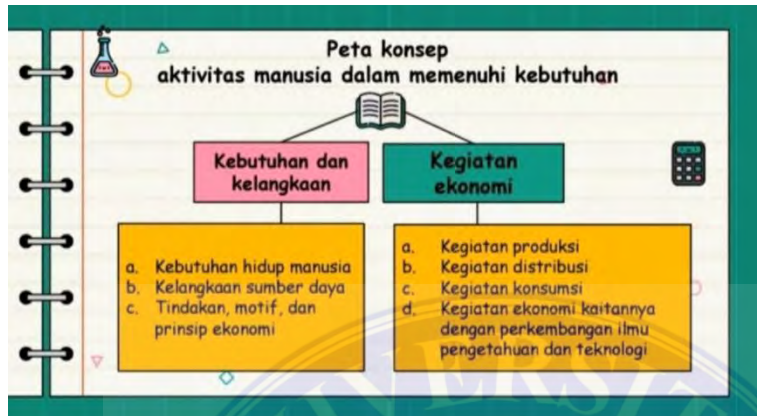 Peta konsep
aktivitas manusia dalam memenuhi kebutuhan
Kebutuhan dan
kelangkaan
Kegiatan
ekonomi
a. Kebutuhan hidup manusia
b. Kelangkaan sumber daya
c. Tindakan, motif, dan
prinsip ekonomi
a. Kegiatan produksi
b. Kegiatan distribusi
c. Kegiatan konsumsi
d. Kegiatan ekonomi kaitannya
dengan perkembangan ilmu
pengetahuan dan teknologi